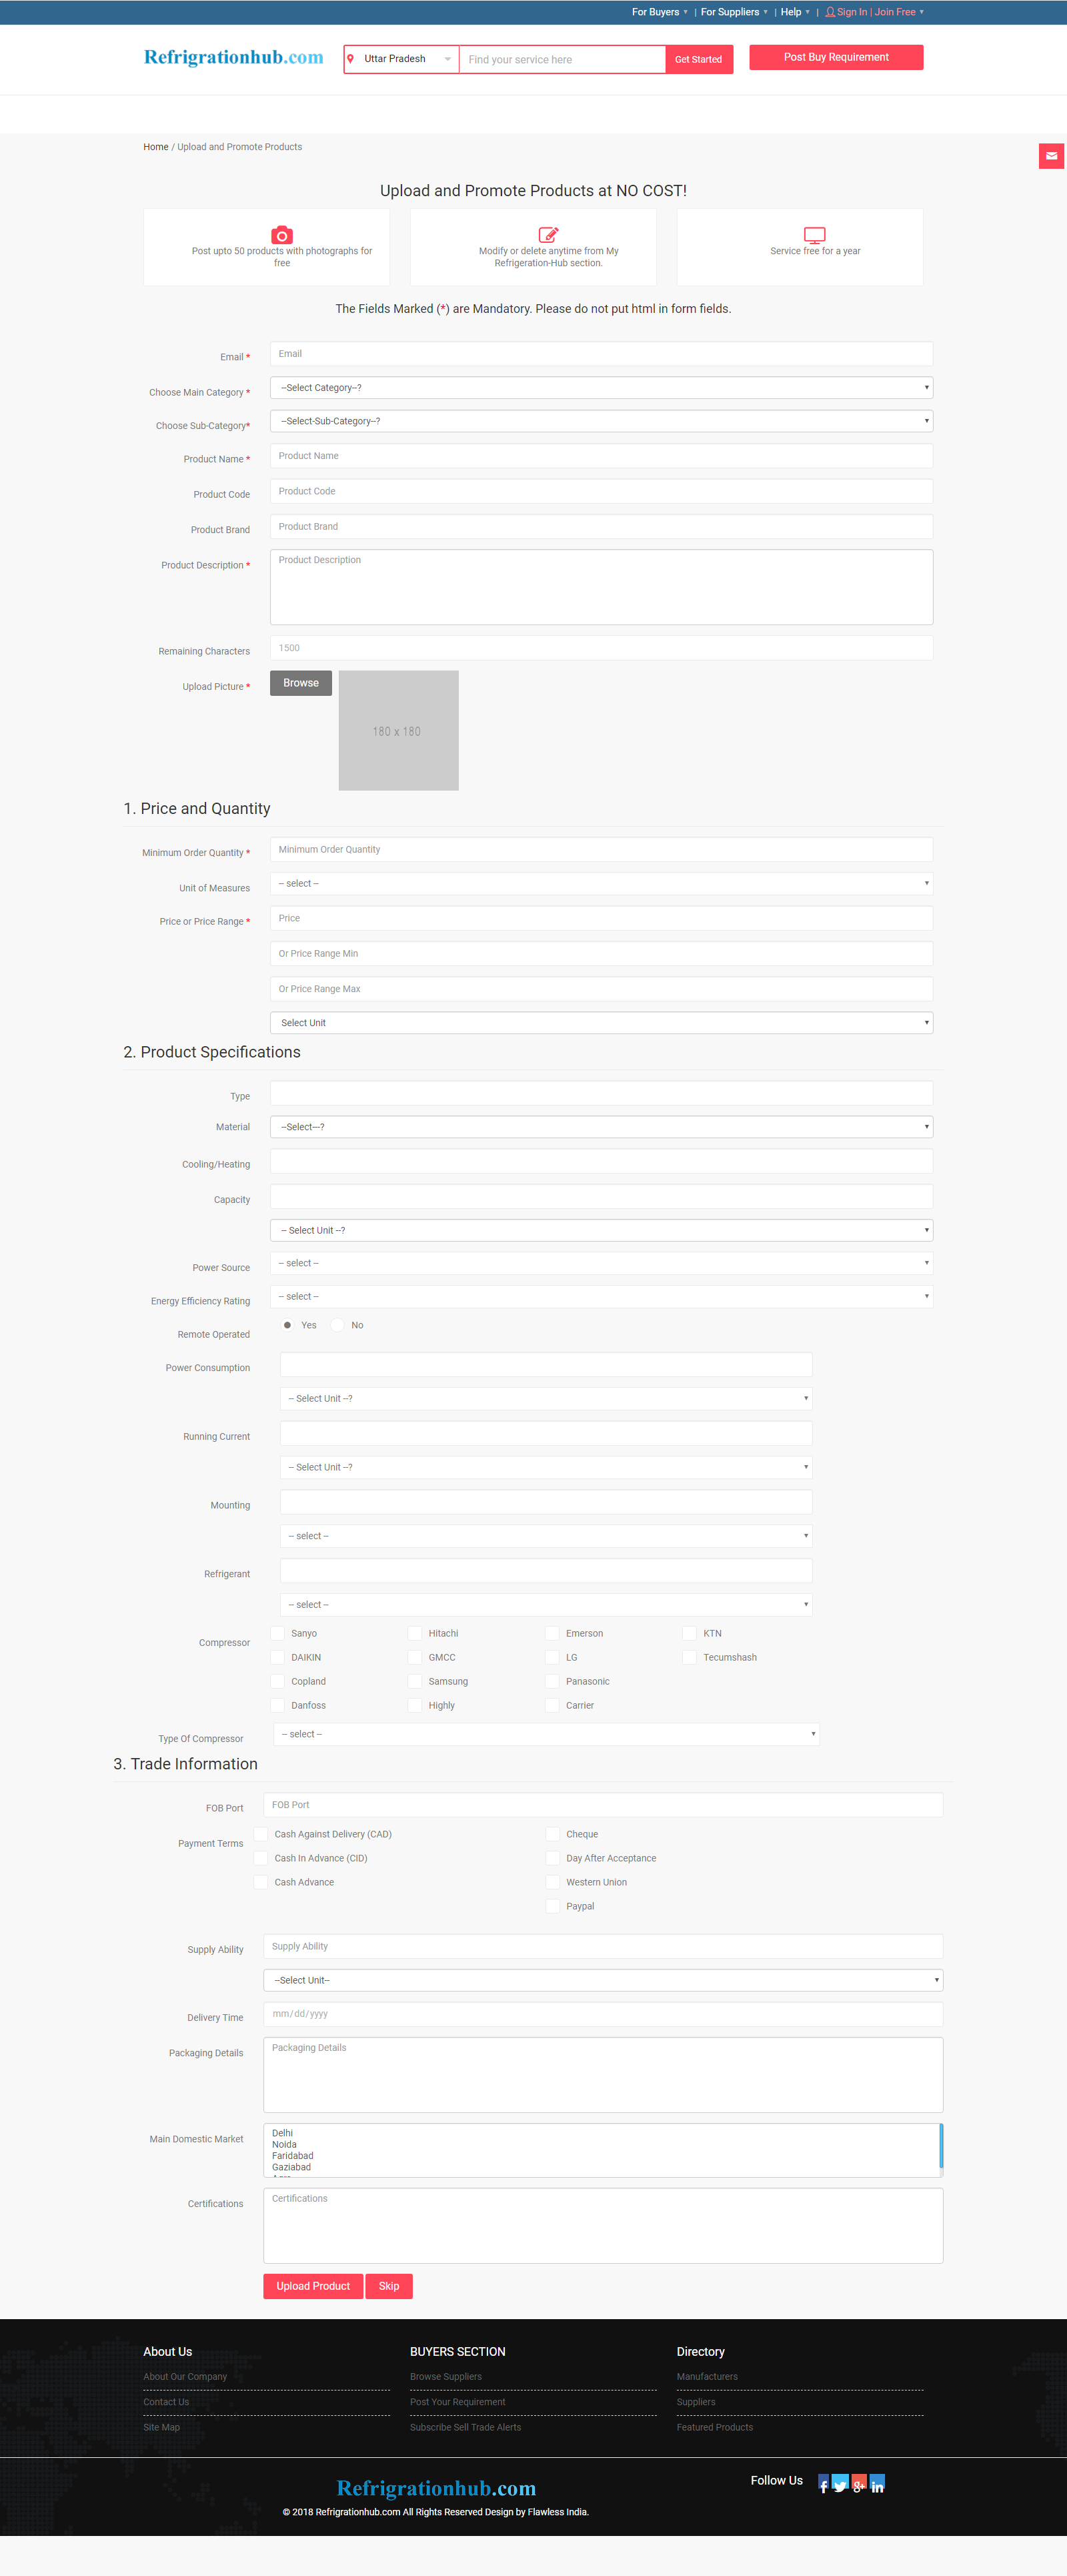 For Buyers | For Suppliers | Help | Sign In | Join Free
Refrigrationhub.com
Uttar Pradesh
Find your service here
Get Started
Post Buy Requirement
Home / Upload and Promote Products
Upload and Promote Products at NO COST!
Post upto 50 products with photographs for
free
Modify or delete anytime from My
Refrigeration-Hub section.
Service free for a year
The Fields Marked (*) are Mandatory. Please do not put html in form fields.
Email *
Email
Choose Main Category *
--Select Category--?
Choose Sub-Category*
--Select-Sub-Category--?
Product Name *
Product Name
Product Code
Product Code
Product Brand
Product Brand
Product Description *
Product Description
Remaining Characters
1500
Upload Picture *
Browse
180 x 180
1. Price and Quantity
Minimum Order Quantity *
Minimum Order Quantity
Unit of Measures
-- select --
Price or Price Range *
Price
Or Price Range Min
Or Price Range Max
Select Unit
2. Product Specifications
Type
Material
--Select---?
Cooling/Heating
Capacity
-- Select Unit --?
Power Source
-- select --
Energy Efficiency Rating
-- select --
Remote Operated
Yes
No
Power Consumption
-- Select Unit --?
Running Current
-- Select Unit --?
Mounting
-- select --
Refrigerant
-- select --
Compressor
Sanyo
Hitachi
Emerson
KTN
DAIKIN
GMCC
LG
Tecumshash
Copland
Samsung
Panasonic
Danfoss
Highly
Carrier
Type Of Compressor
-- select --
3. Trade Information
FOB Port
FOB Port
Payment Terms
Cash Against Delivery (CAD)
Cheque
Cash In Advance (CID)
Day After Acceptance
Cash Advance
Western Union
Paypal
Supply Ability
Supply Ability
--Select Unit--
Delivery Time
mm/dd/yyyy
Packaging Details
Packaging Details
Main Domestic Market
Delhi
Noida
Faridabad
Gaziabad
Certifications
Certifications
Upload Product
Skip
About Us
About Our Company
Contact Us
Site Map
BUYERS SECTION
Browse Suppliers
Post Your Requirement
Subscribe Sell Trade Alerts
Directory
Manufacturers
Suppliers
Featured Products
Refrigrationhub.com
© 2018 Refrigrationhub.com All Rights Reserved Design by Flawless India.
Follow Us